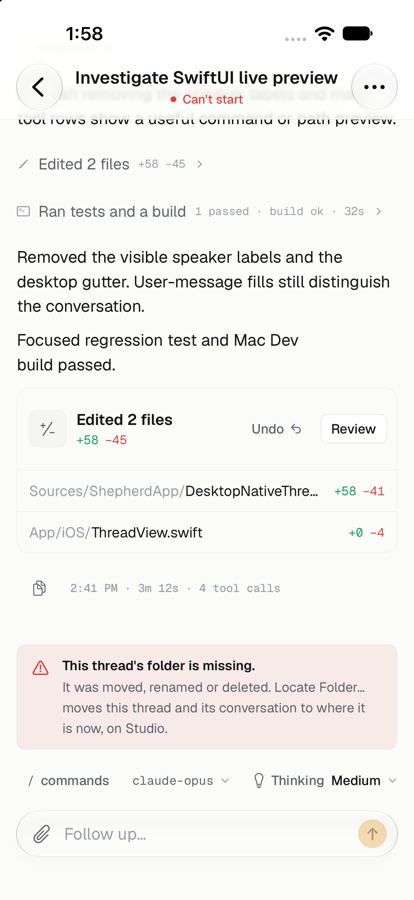 1:58
Investigate SwiftUI live preview
Can't start
tool rows show a useful command or path preview.
Edited 2 files +58 −45
Ran tests and a build 1 passed · build ok · 32s
Removed the visible speaker labels and the
desktop gutter. User-message fills still distinguish
the conversation.
Focused regression test and Mac Dev
build passed.
Edited 2 files
+58 −45
Undo
Review
Sources/ShepherdApp/DesktopNativeThre... +58 −41
App/iOS/ThreadView.swift +0 −4
2:41 PM · 3m 12s · 4 tool calls
This thread's folder is missing.
It was moved, renamed or deleted. Locate Folder...
moves this thread and its conversation to where it
is now, on Studio.
/ commands claude-opus Thinking Medium
Follow up...